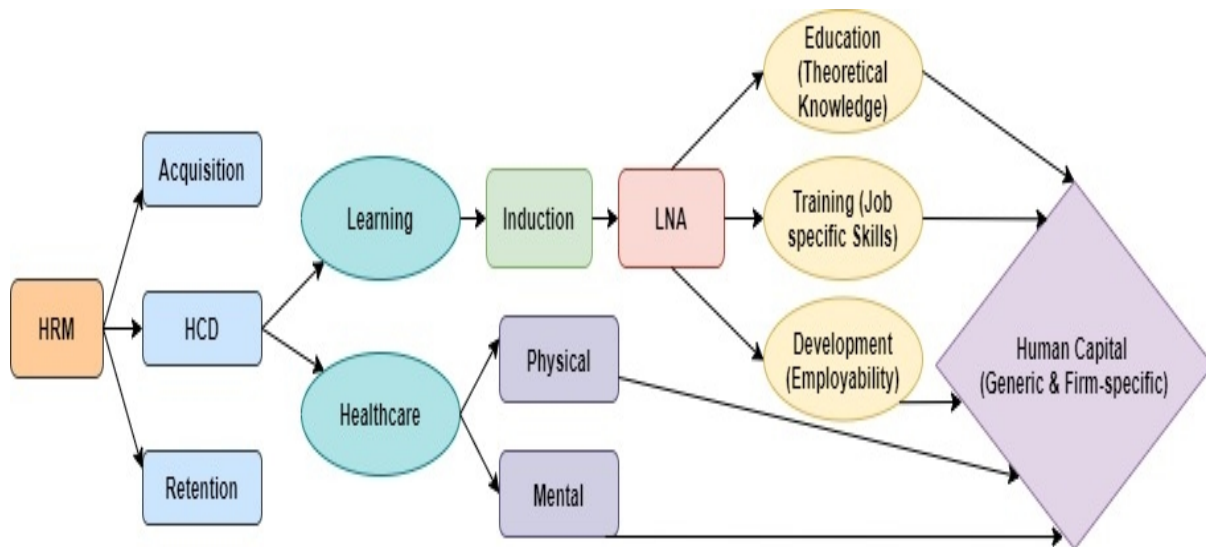 HRM
Acquisition
HCD
Retention
Learning
Healthcare
Induction
LNA
Physical
Mental
Education
(Theoretical
Knowledge)
Training (Job
specific Skills)
Development
(Employability)
Human Capital
(Generic & Firm-specific)